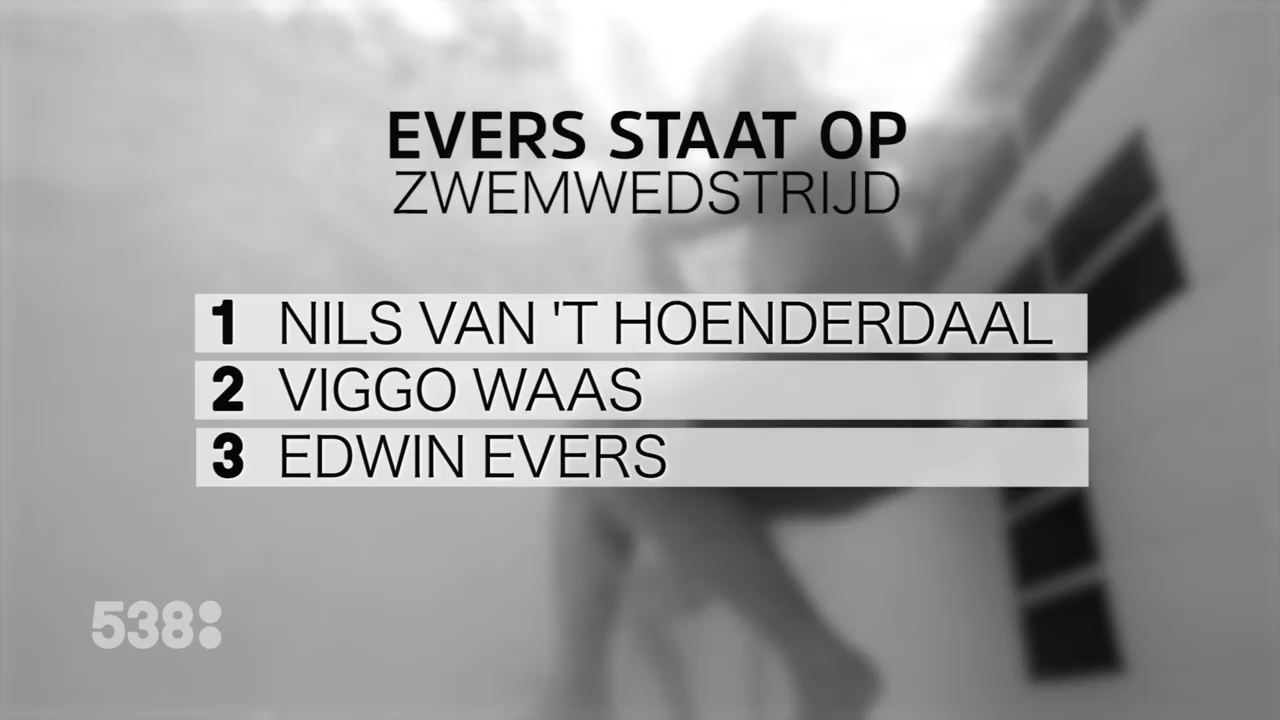 EVERS STAAT OP
ZWEMWEDSTRIJD
1 NILS VAN 'T HOENDERDAAL
2 VIGGO WAAS
3 EDWIN EVERS
538: